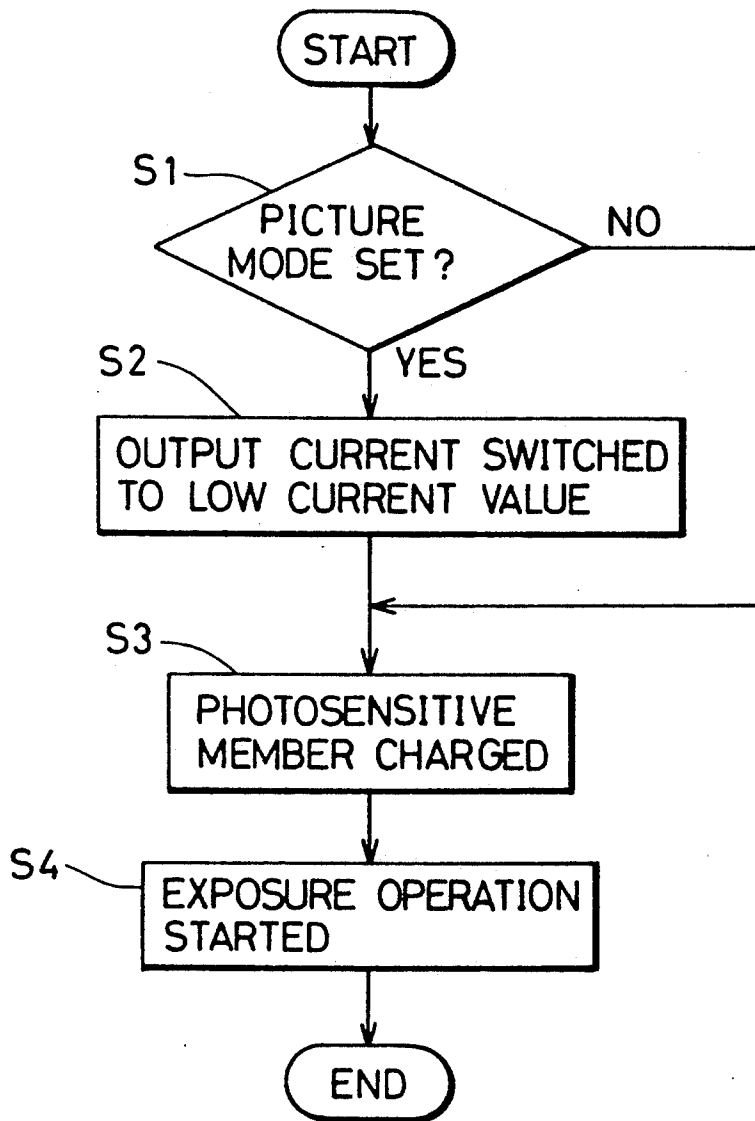 START
S1
PICTURE
MODE SET?
NO
YES
S2
OUTPUT CURRENT SWITCHED
TO LOW CURRENT VALUE
S3
PHOTOSENSITIVE
MEMBER CHARGED
S4
EXPOSURE OPERATION
STARTED
END